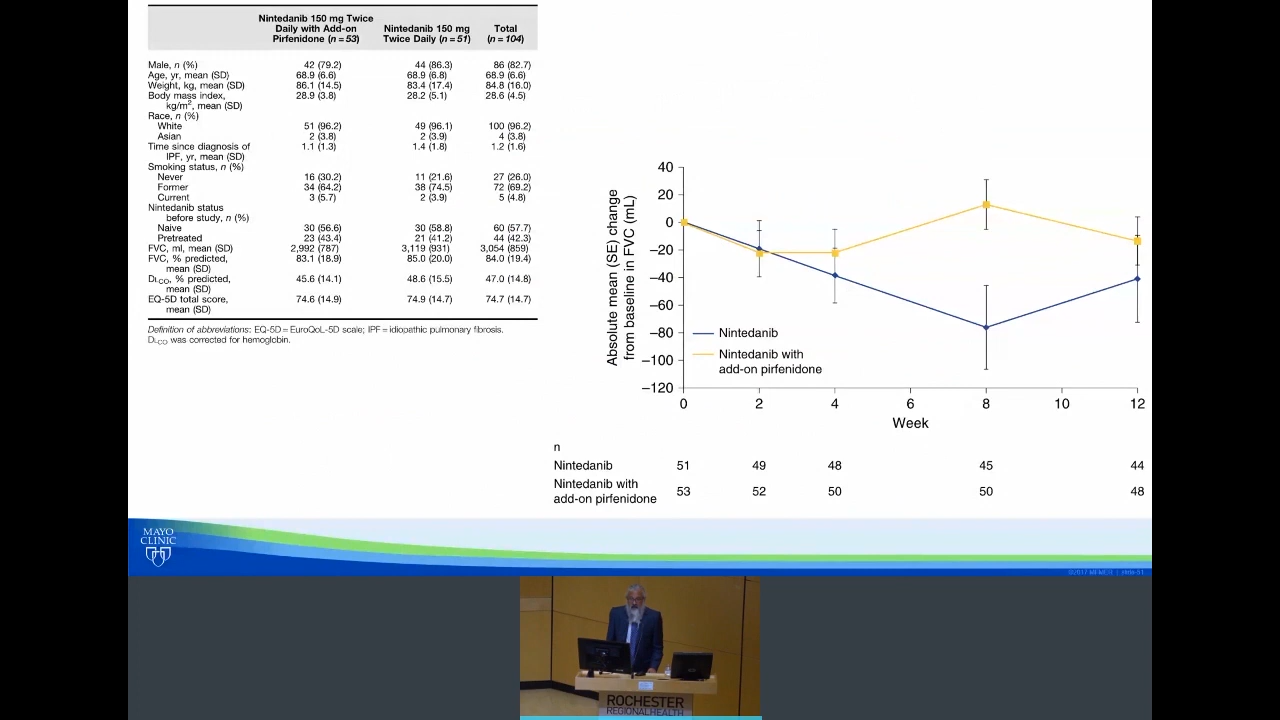 Nintedanib 150 mg Twice
Daily with Add-on
Pirfenidone (n = 53)
Nintedanib 150 mg
Twice Daily (n = 51)
Total
(n = 104)
Male, n (%) 42 (79.2) 44 (86.3) 86 (82.7)
Age, yr, mean (SD) 68.9 (6.6) 68.9 (6.8) 68.9 (6.6)
Weight, kg, mean (SD) 86.1 (14.5) 83.4 (17.4) 84.8 (16.0)
Body mass index, 28.9 (3.8) 28.2 (5.1) 28.6 (4.5)
kg/m², mean (SD)
Race, n (%)
White 51 (96.2) 49 (96.1) 100 (96.2)
Asian 2 (3.8) 2 (3.9) 4 (3.8)
Time since diagnosis of 1.1 (1.3) 1.4 (1.8) 1.2 (1.6)
IPF, yr, mean (SD)
Smoking status, n (%)
Never 16 (30.2) 11 (21.6) 27 (26.0)
Former 34 (64.2) 38 (74.5) 72 (69.2)
Current 3 (5.7) 2 (3.9) 5 (4.8)
Nintedanib status
before study, n (%)
Naive 30 (56.6) 30 (58.8) 60 (57.7)
Pretreated 23 (43.4) 21 (41.2) 44 (42.3)
FVC, ml, mean (SD) 2,992 (787) 3,119 (931) 3,054 (859)
FVC, % predicted, 83.1 (18.9) 85.0 (20.0) 84.0 (19.4)
mean (SD)
DLCO, % predicted, 45.6 (14.1) 48.6 (15.5) 47.0 (14.8)
mean (SD)
EQ-5D total score, 74.6 (14.9) 74.9 (14.7) 74.7 (14.7)
mean (SD)
Definition of abbreviations: EQ-5D = EuroQoL-5D scale; IPF = idiopathic pulmonary fibrosis.
DLCO was corrected for hemoglobin.
Absolute mean (SE) change
from baseline in FVC (mL)
40
20
0
−20
−40
−60
−80
−100
−120
Nintedanib
Nintedanib with
add-on pirfenidone
0 2 4 6 8 10 12
Week
n
Nintedanib 51 49 48 45 44
Nintedanib with
add-on pirfenidone 53 52 50 50 48
MAYO
CLINIC
©2017 MFMER | slide-51
ROCHESTER
REGIONAL HEALTH